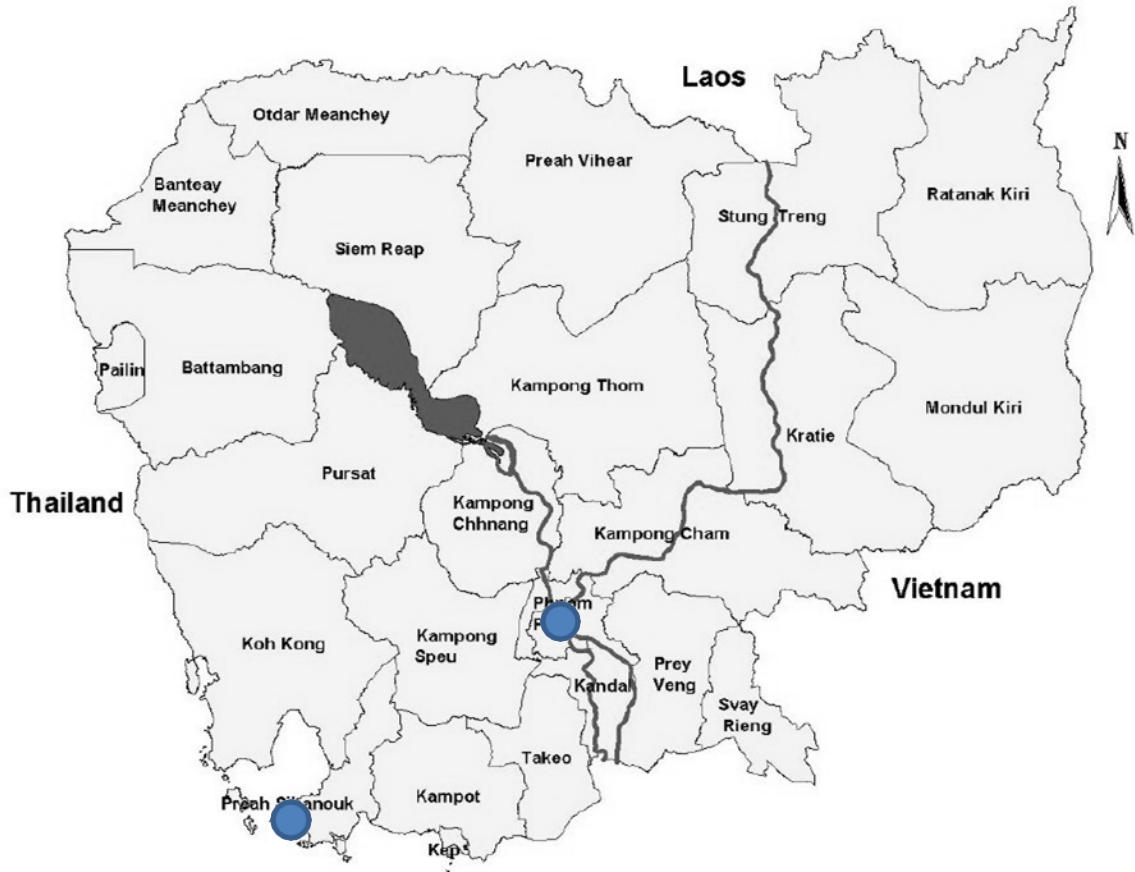 Laos
Otdar Meanchey
Preah Vihear
N
Banteay
Meanchey
Stung Treng
Ratanak Kiri
Siem Reap
Pailin
Battambang
Kampong Thom
Mondul Kiri
Kratie
Pursat
Thailand
Kampong
Chhnang
Kampong Cham
Vietnam
Koh Kong
Kampong
Speu
Prey
Veng
Kandal
Svay
Rieng
Takeo
Kampot
Preah
Kep